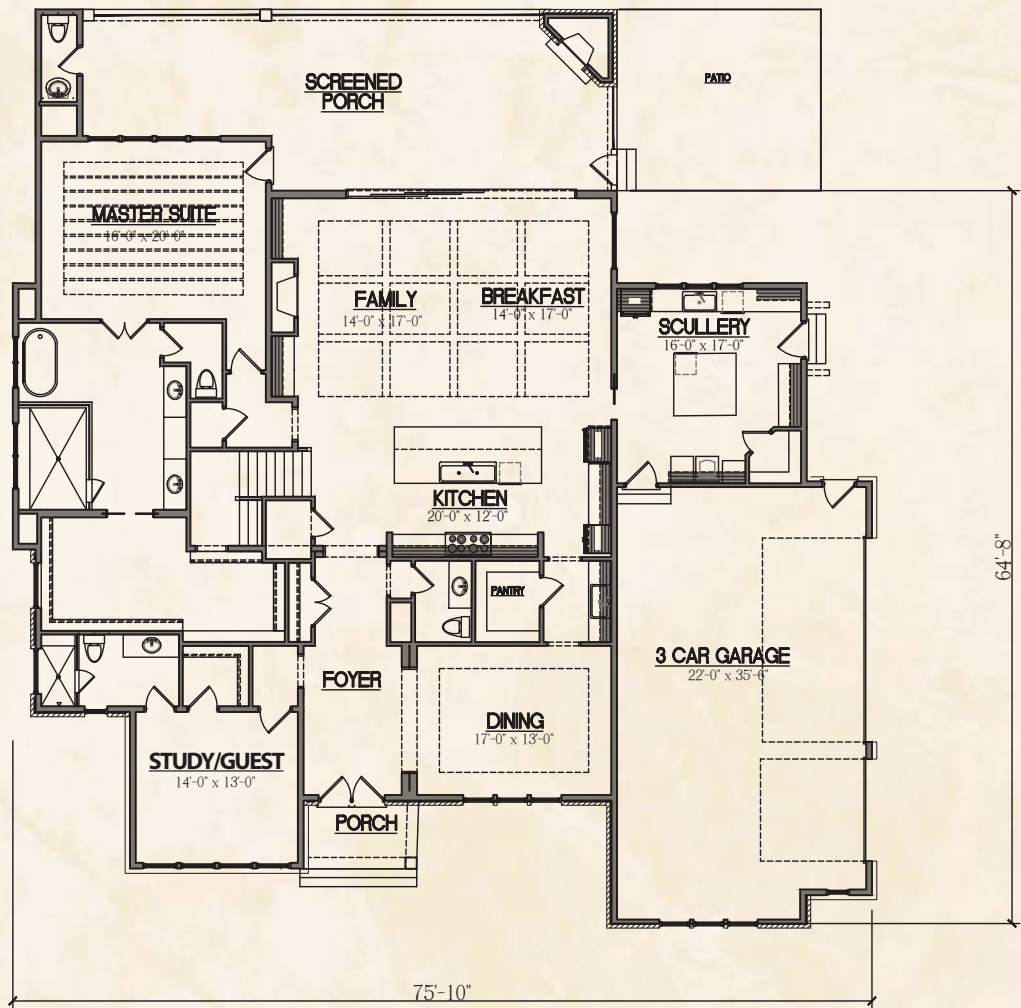 SCREENED
PORCH
PATIO
MASTER SUITE
16'-0" x 20'-0"
FAMILY
14'-0" x 17'-0"
BREAKFAST
14'-0" x 17'-0"
SCULLERY
16'-0" x 17'-0"
KITCHEN
20'-0" x 12'-0"
64'-8"
PANTRY
3 CAR GARAGE
22'-0" x 35'-6"
FOYER
DINING
17'-0" x 13'-0"
STUDY/GUEST
14'-0" x 13'-0"
PORCH
75'-10"